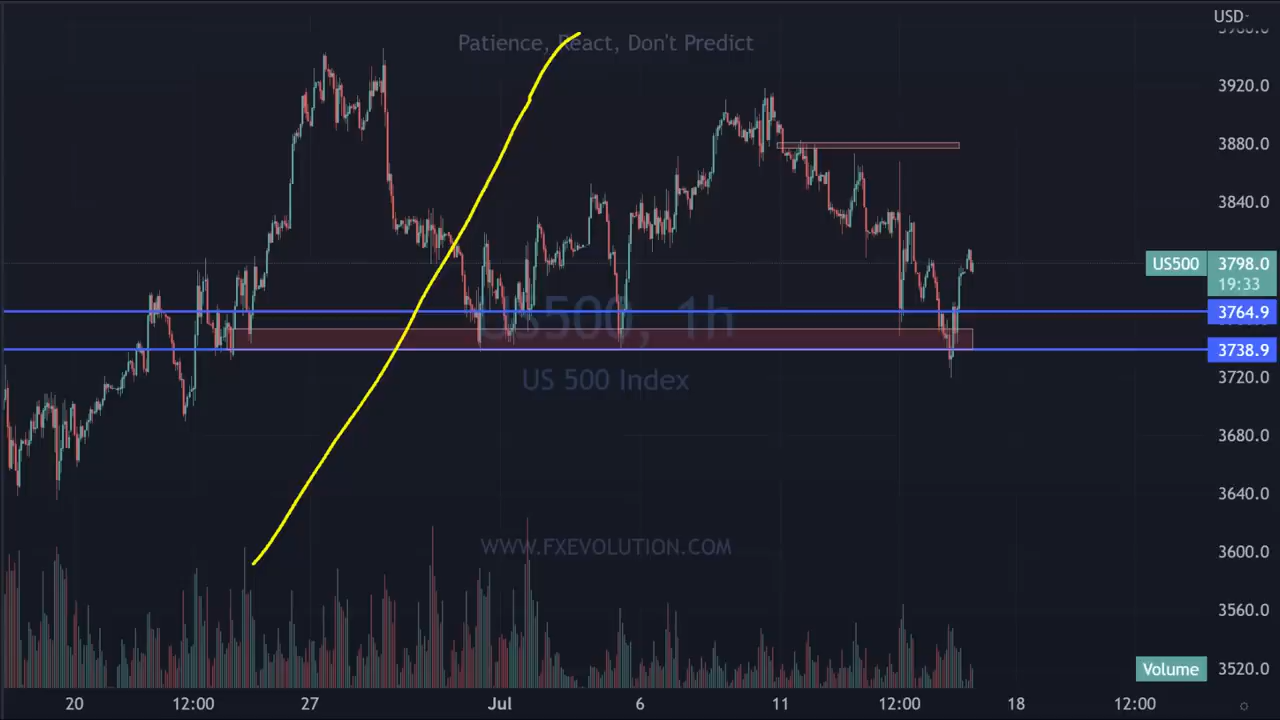 USD
Patience, React, Don't Predict
3920.0
3880.0
3840.0
US500 3798.0
19:33
3764.9
US500, 1h
3738.9
US 500 Index
3720.0
3680.0
3640.0
WWW.FXEVOLUTION.COM
3600.0
3560.0
Volume
3520.0
20 12:00 27 Jul 6 11 12:00 18 12:00